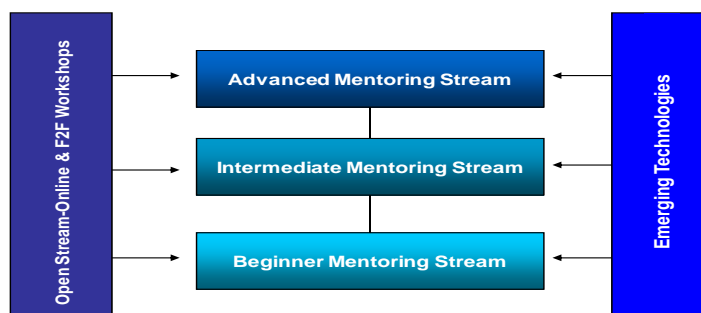 Open Stream-Online & F2F Workshops
Advanced Mentoring Stream
Intermediate Mentoring Stream
Beginner Mentoring Stream
Emerging Technologies